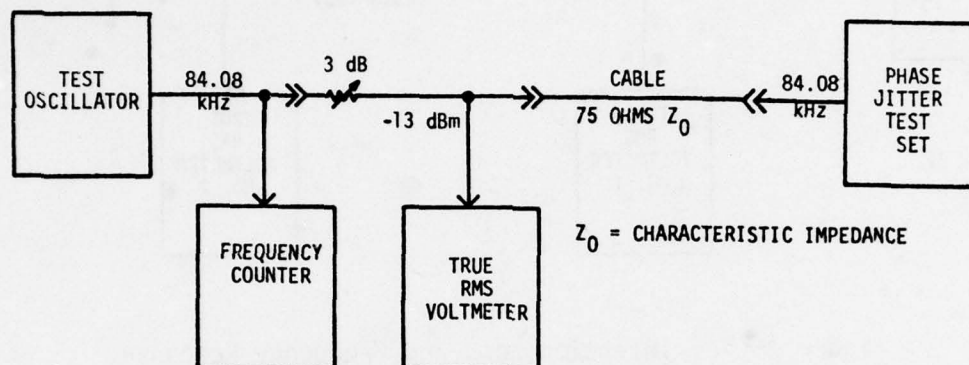 TEST
OSCILLATOR
84.08
kHz
3 dB
-13 dBm
CABLE
75 OHMS Z0
84.08
kHz
PHASE
JITTER
TEST
SET
FREQUENCY
COUNTER
TRUE
RMS
VOLTMETER
Z0 = CHARACTERISTIC IMPEDANCE